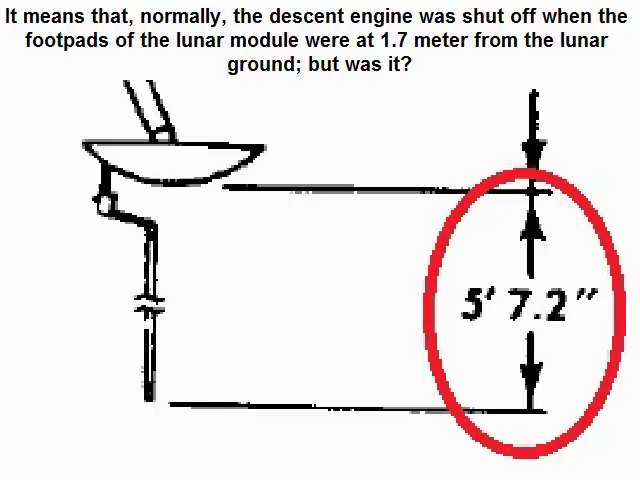 It means that, normally, the descent engine was shut off when the
footpads of the lunar module were at 1.7 meter from the lunar
ground; but was it?
5' 7.2"